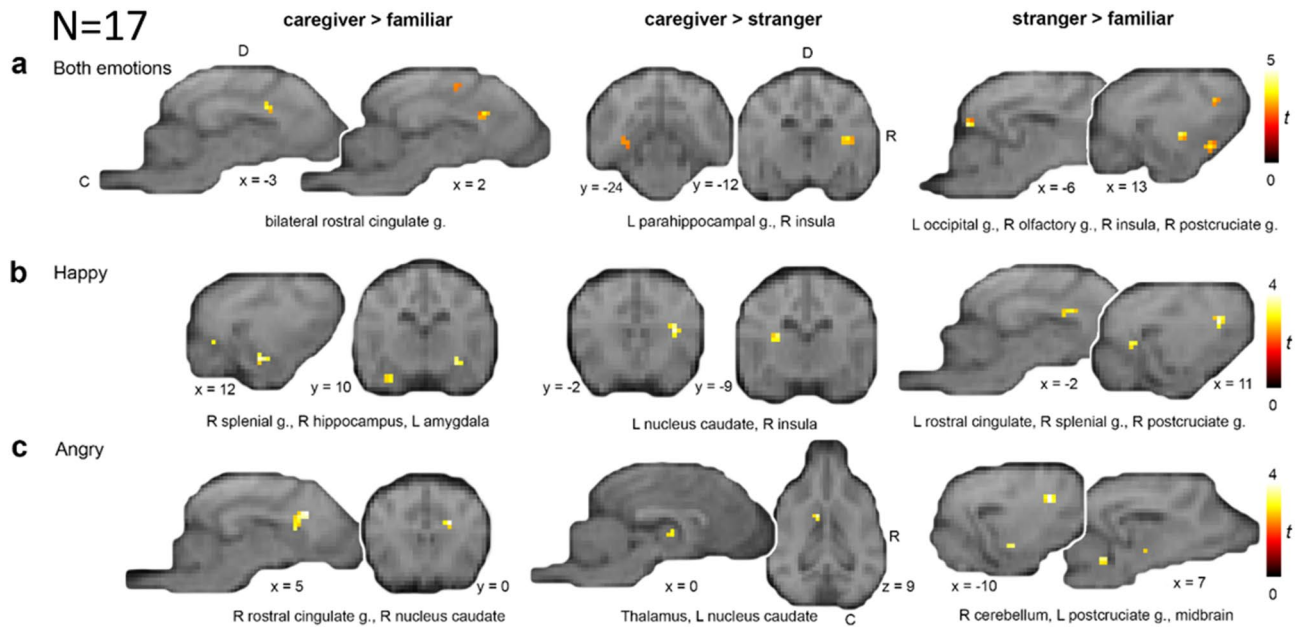 N=17
caregiver > familiar
caregiver > stranger
stranger > familiar
a Both emotions
D
D
C
R
x = -3
x = 2
y = -24
y = -12
x = -6
x = 13
5
t
0
bilateral rostral cingulate g.
L parahippocampal g., R insula
L occipital g., R olfactory g., R insula, R postcruciate g.
b Happy
x = 12
y = 10
y = -2
y = -9
x = -2
x = 11
4
t
0
R splenial g., R hippocampus, L amygdala
L nucleus caudate, R insula
L rostral cingulate, R splenial g., R postcruciate g.
c Angry
x = 5
y = 0
x = 0
R
z = 9
C
x = -10
x = 7
4
t
0
R rostral cingulate g., R nucleus caudate
Thalamus, L nucleus caudate
R cerebellum, L postcruciate g., midbrain